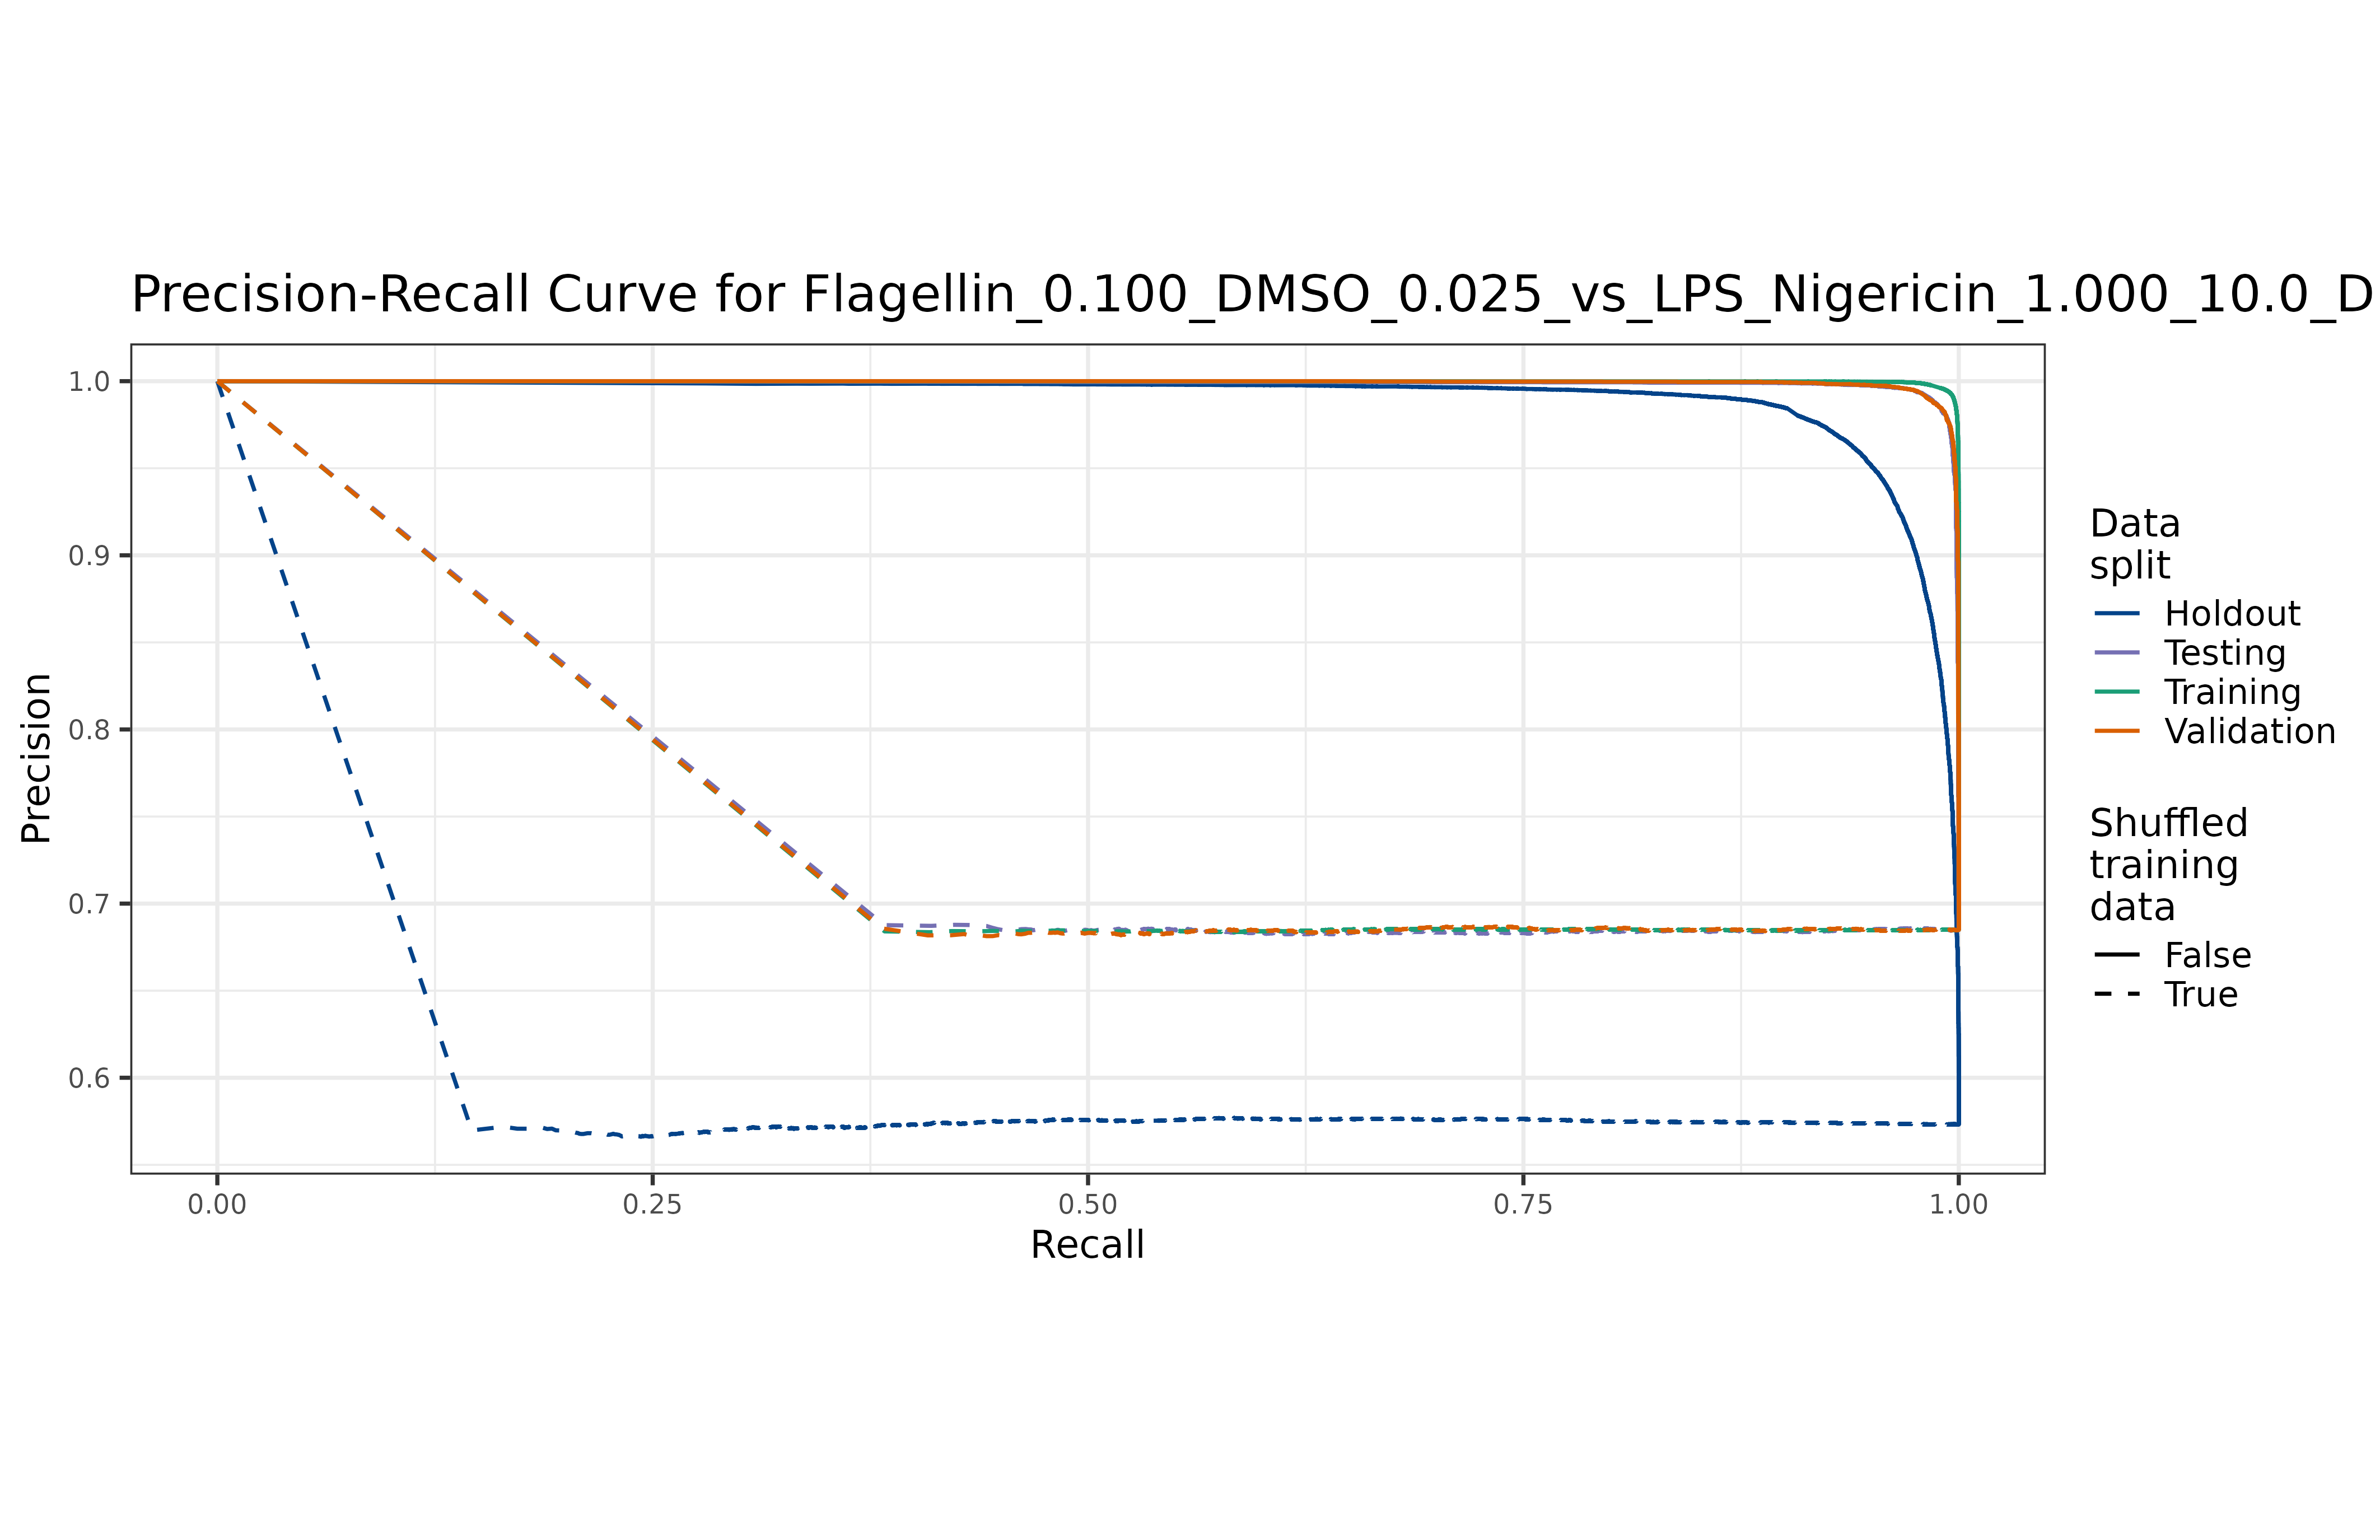 Precision-Recall Curve for Flagellin_0.100_DMSO_0.025_vs_LPS_Nigericin_1.000_10.0_D
1.0
0.9
0.8
0.7
0.6
Precision
0.00
0.25
0.50
0.75
1.00
Recall
Data
split
Holdout
Testing
Training
Validation
Shuffled
training
data
False
True